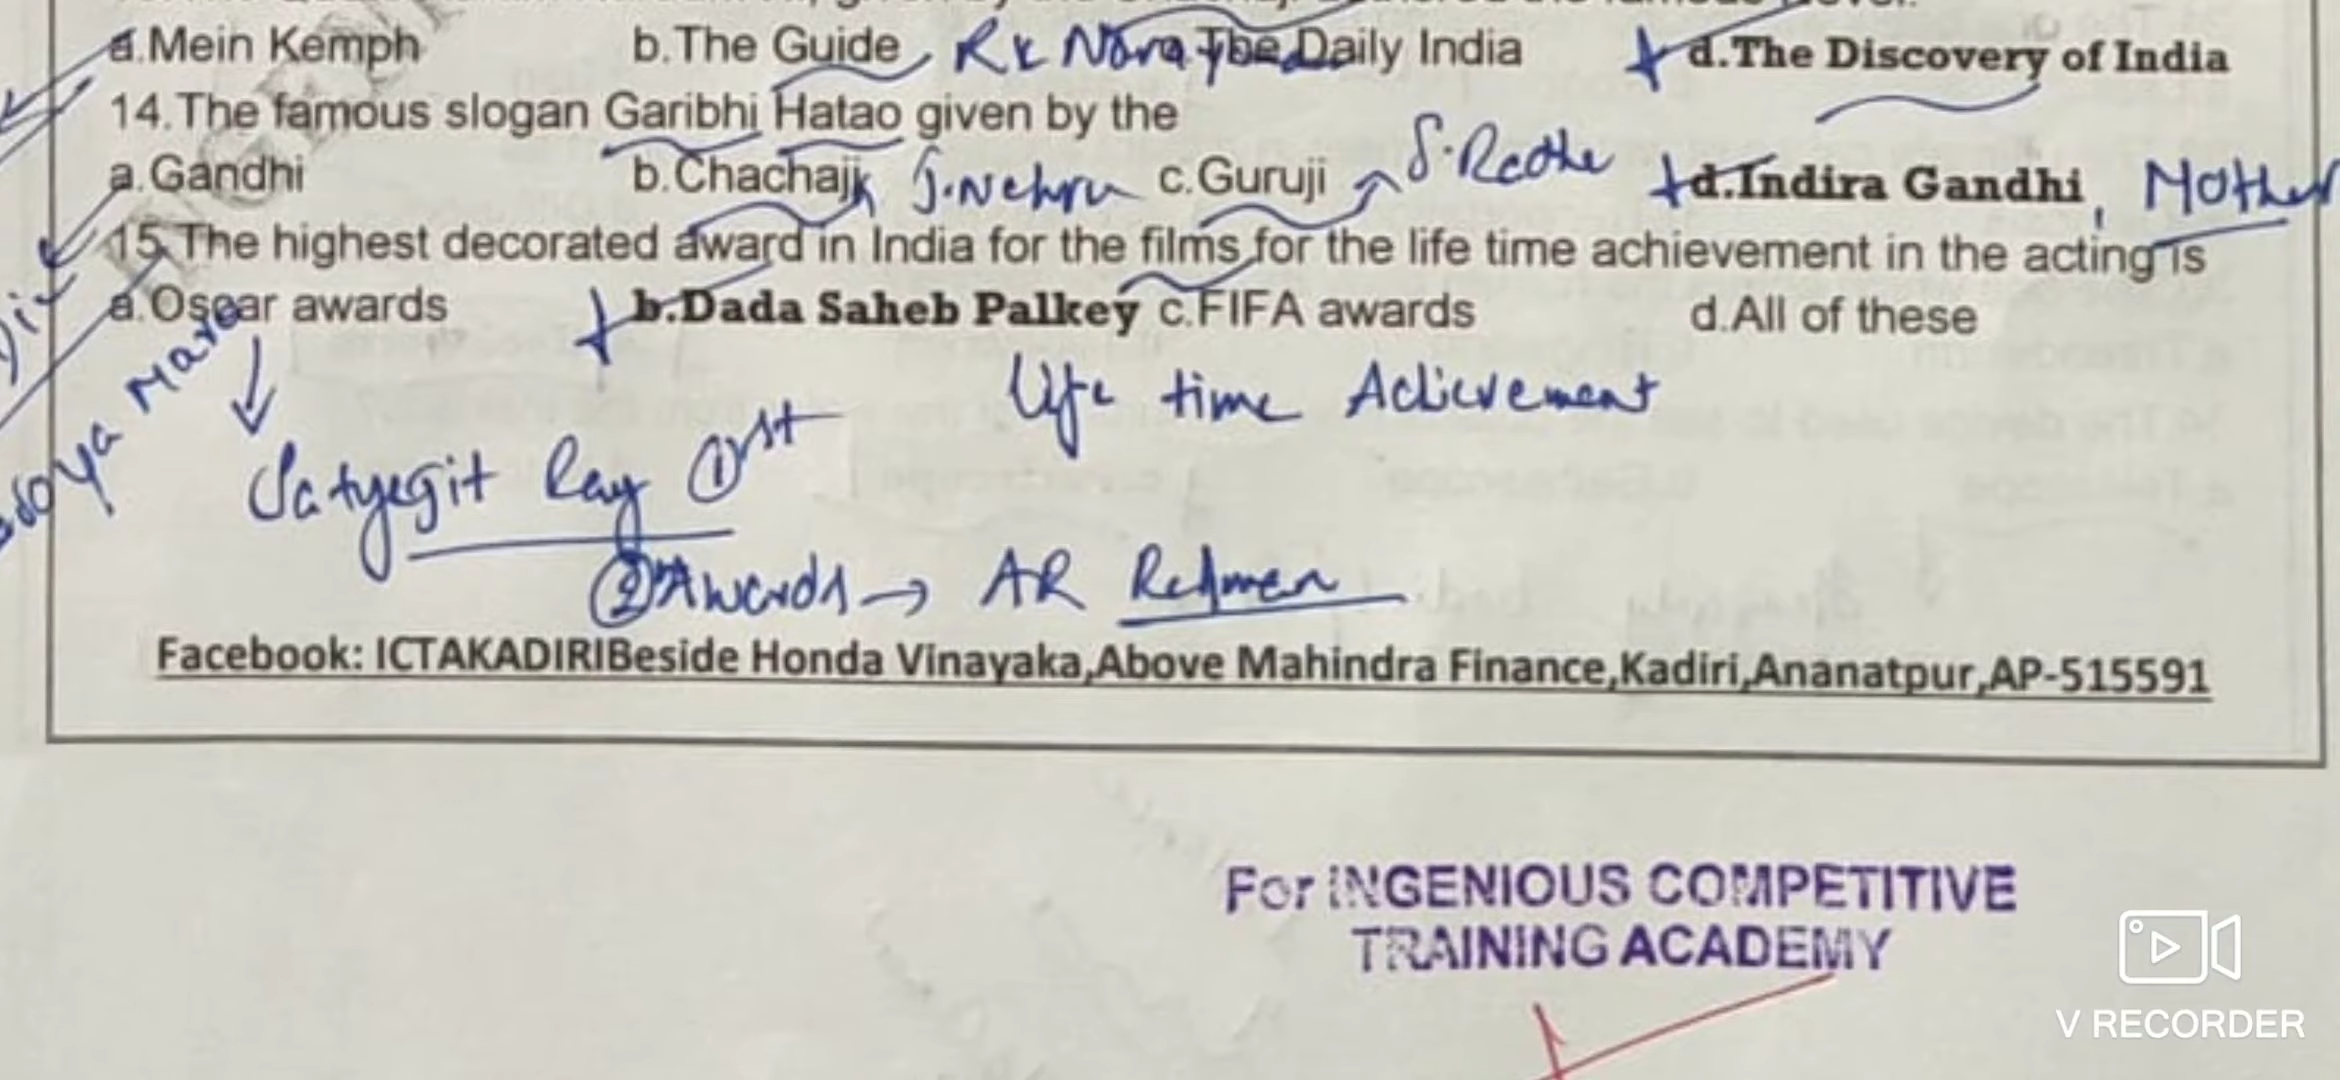 a.Mein Kemph b.The Guide RK Nara The Daily India d.The Discovery of India
14.The famous slogan Garibhi Hatao given by the
a.Gandhi b.Chachaji J.Nehru c.Guruji S.Radha d.Indira Gandhi, Mother
15.The highest decorated award in India for the films for the life time achievement in the acting is
a.Oscar awards b.Dada Saheb Palkey c.FIFA awards d.All of these
Life time Achievement
Satyegit Ray 1st
2 Awards → AR Rehman
Facebook: ICTAKADIRIBeside Honda Vinayaka,Above Mahindra Finance,Kadiri,Ananatpur,AP-515591
For INGENIOUS COMPETITIVE
TRAINING ACADEMY
V RECORDER